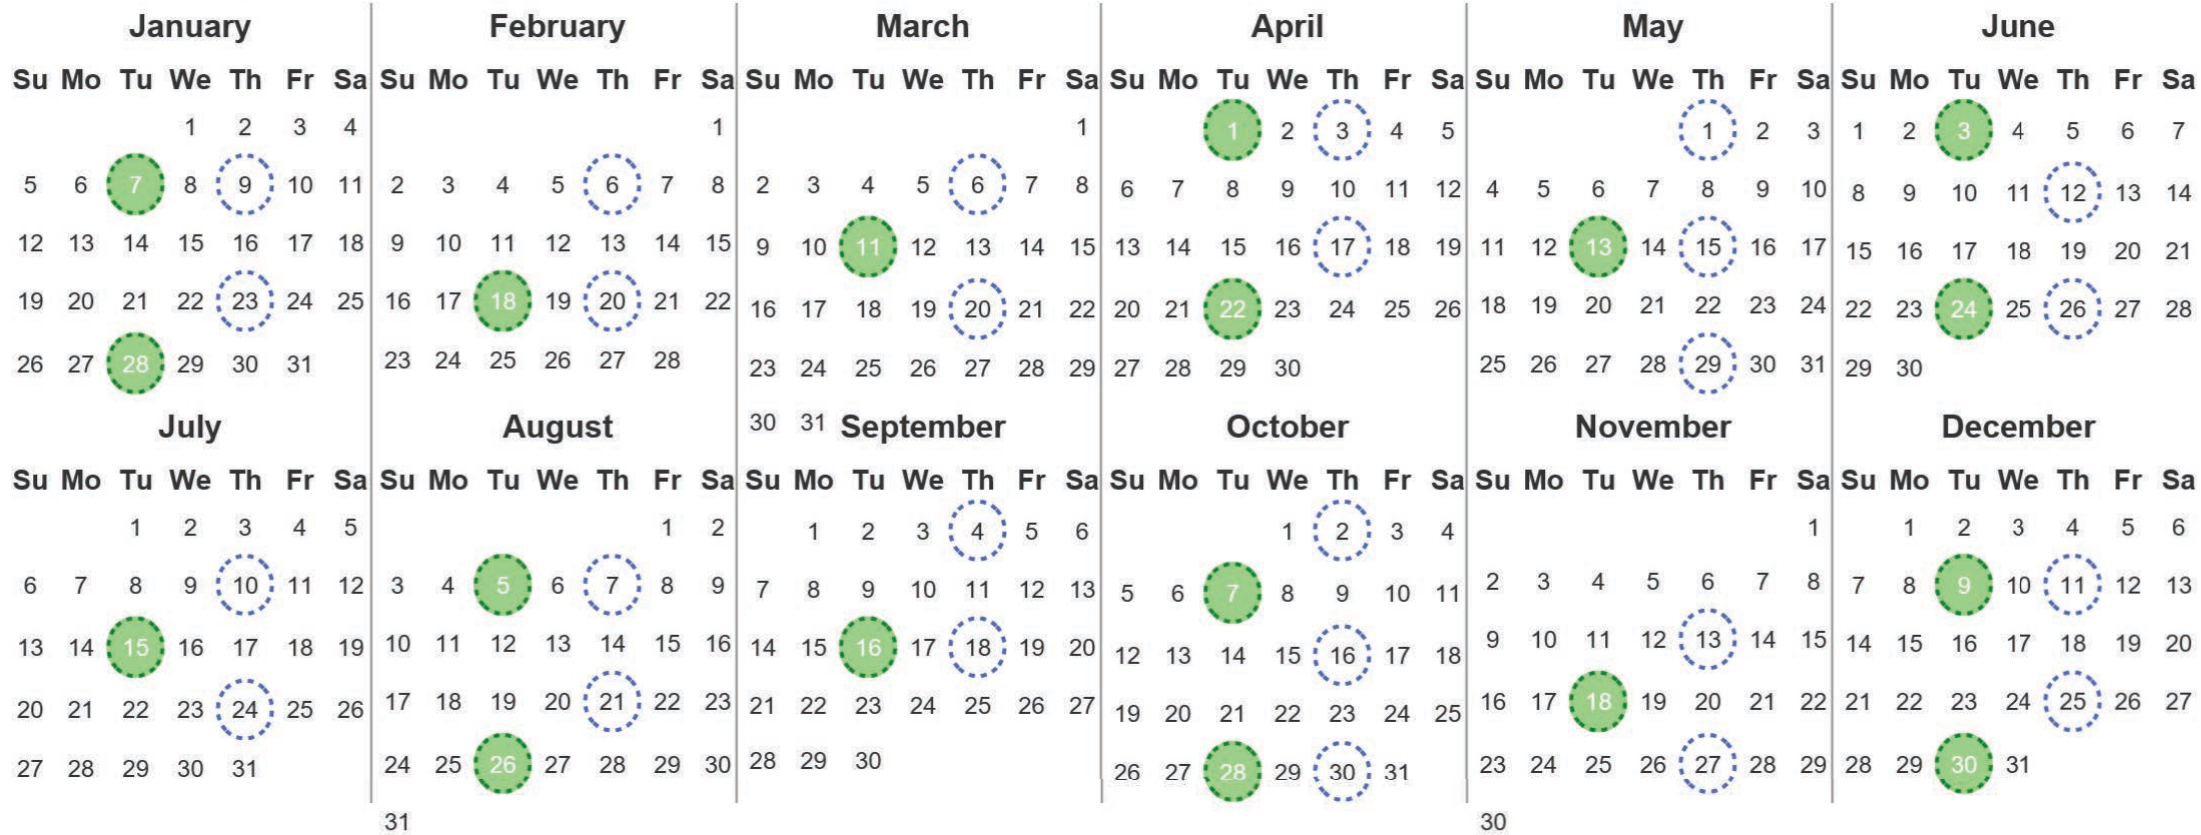 January February March April May June
Su Mo Tu We Th Fr Sa Su Mo Tu We Th Fr Sa Su Mo Tu We Th Fr Sa Su Mo Tu We Th Fr Sa Su Mo Tu We Th Fr Sa Su Mo Tu We Th Fr Sa
1 2 3 4 1 1 1 2 3 4 5 1 2 3 1 2 3 4 5 6 7
5 6 7 8 9 10 11 2 3 4 5 6 7 8 2 3 4 5 6 7 8 6 7 8 9 10 11 12 4 5 6 7 8 9 10 8 9 10 11 12 13 14
12 13 14 15 16 17 18 9 10 11 12 13 14 15 9 10 11 12 13 14 15 13 14 15 16 17 18 19 11 12 13 14 15 16 17 15 16 17 18 19 20 21
19 20 21 22 23 24 25 16 17 18 19 20 21 22 16 17 18 19 20 21 22 20 21 22 23 24 25 26 18 19 20 21 22 23 24 22 23 24 25 26 27 28
26 27 28 29 30 31 23 24 25 26 27 28 23 24 25 26 27 28 29 27 28 29 30 25 26 27 28 29 30 31 29 30
30 31
July August September October November December
Su Mo Tu We Th Fr Sa Su Mo Tu We Th Fr Sa Su Mo Tu We Th Fr Sa Su Mo Tu We Th Fr Sa Su Mo Tu We Th Fr Sa Su Mo Tu We Th Fr Sa
1 2 3 4 5 1 2 1 2 3 4 5 6 1 2 3 4 1 1 2 3 4 5 6
6 7 8 9 10 11 12 3 4 5 6 7 8 9 7 8 9 10 11 12 13 5 6 7 8 9 10 11 2 3 4 5 6 7 8 7 8 9 10 11 12 13
13 14 15 16 17 18 19 10 11 12 13 14 15 16 14 15 16 17 18 19 20 12 13 14 15 16 17 18 9 10 11 12 13 14 15 14 15 16 17 18 19 20
20 21 22 23 24 25 26 17 18 19 20 21 22 23 21 22 23 24 25 26 27 19 20 21 22 23 24 25 16 17 18 19 20 21 22 21 22 23 24 25 26 27
27 28 29 30 31 24 25 26 27 28 29 30 28 29 30 26 27 28 29 30 31 23 24 25 26 27 28 29 28 29 30 31
31 30